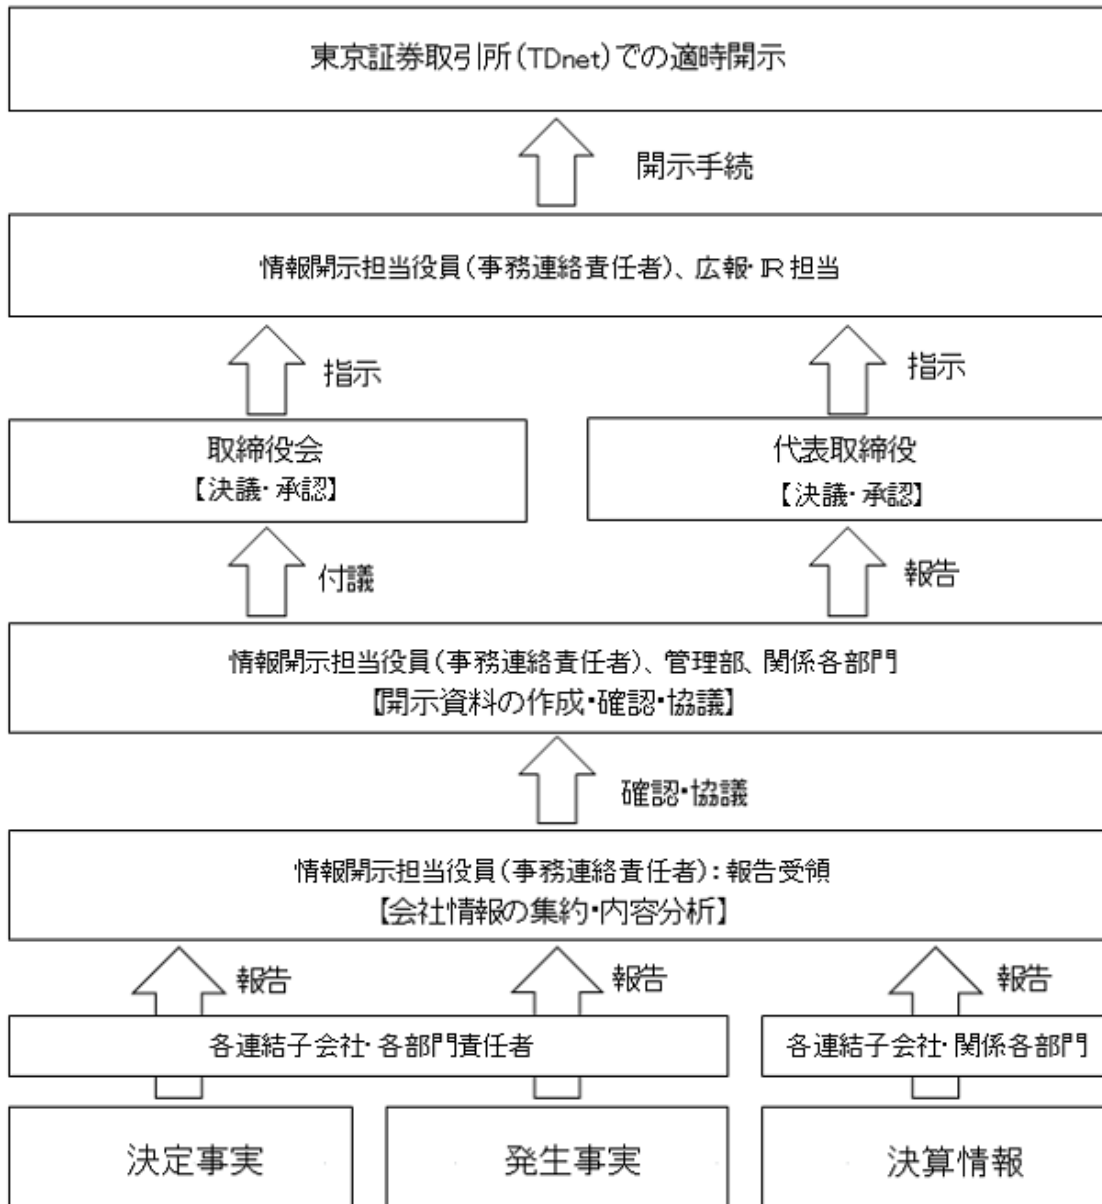 東京証券取引所(TDnet)での適時開示
開示手続
情報開示担当役員(事務連絡責任者)、広報・IR担当
指示
指示
取締役会
【決議・承認】
代表取締役
【決議・承認】
付議
報告
情報開示担当役員(事務連絡責任者)、管理部、関係各部門
【開示資料の作成・確認・協議】
確認・協議
情報開示担当役員(事務連絡責任者):報告受領
【会社情報の集約・内容分析】
報告
報告
報告
各連結子会社・各部門責任者
各連結子会社・関係各部門
決定事実
発生事実
決算情報